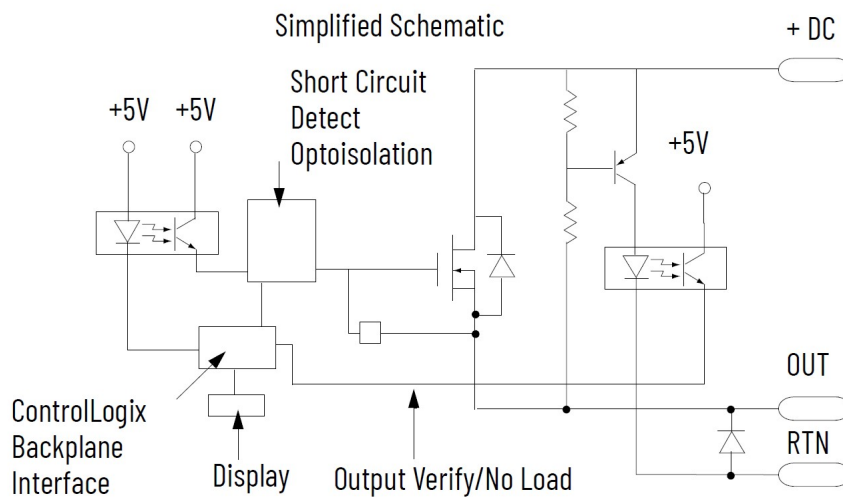 Simplified Schematic
+ DC
Short Circuit
Detect
Optoisolation
+5V
+5V
+5V
OUT
RTN
ControlLogix
Backplane
Interface
Display
Output Verify/No Load